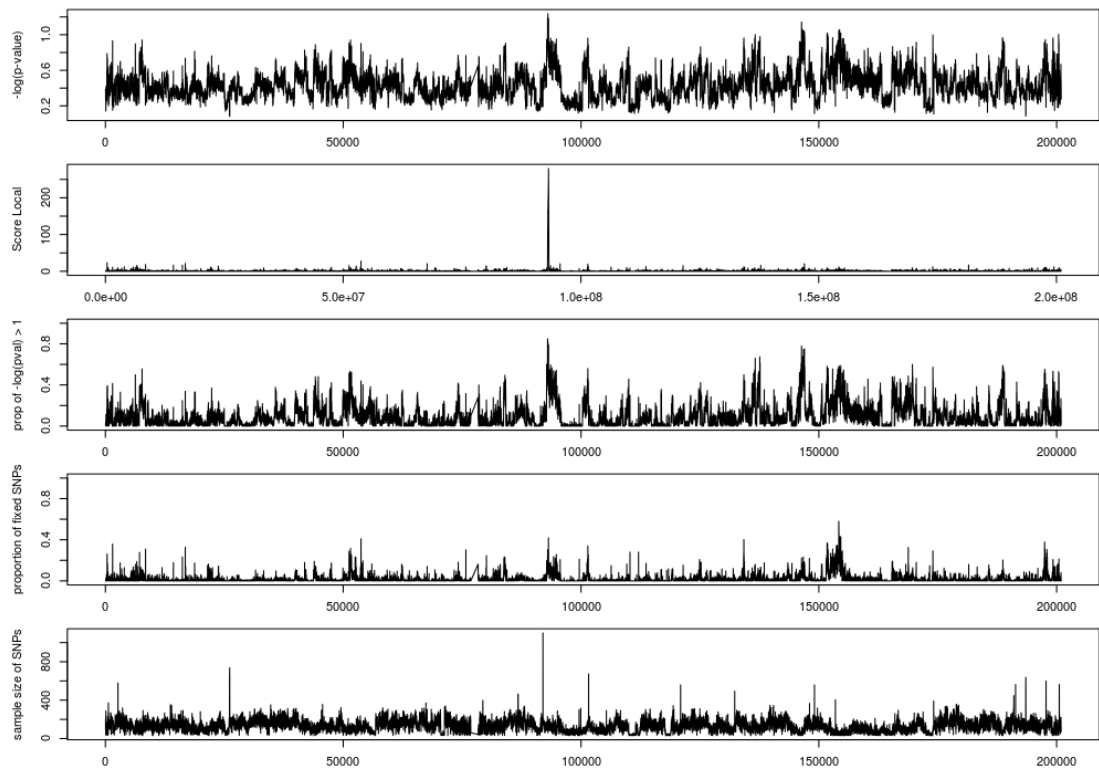 -log(p-value)
1.0
0.6
0.2
0 50000 100000 150000 200000
Score Local
200
100
0
0.0e+00 5.0e+07 1.0e+08 1.5e+08 2.0e+08
prop of -log(pval) > 1
0.8
0.4
0.0
0 50000 100000 150000 200000
proportion of fixed SNPs
0.8
0.4
0.0
0 50000 100000 150000 200000
sample size of SNPs
800
400
0
0 50000 100000 150000 200000